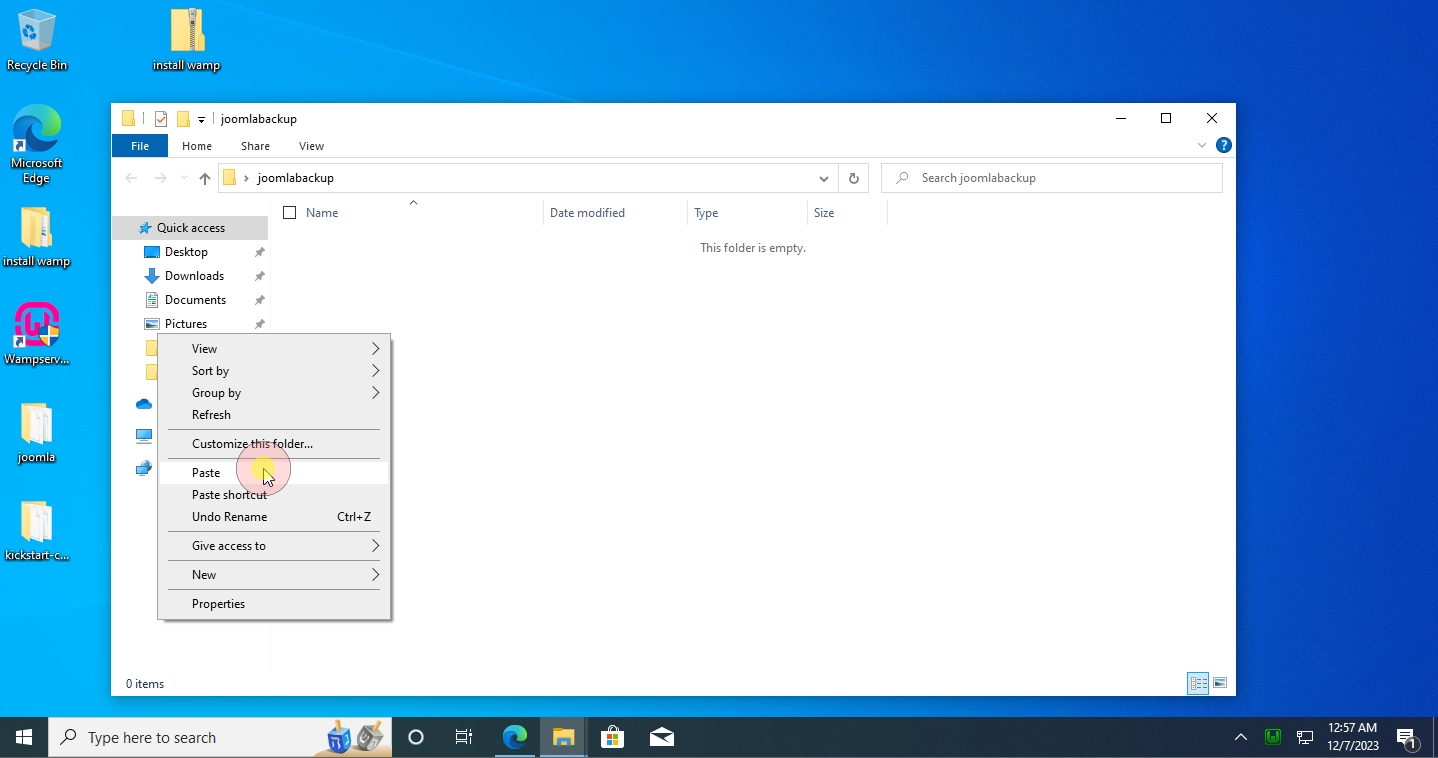 Recycle Bin
install wamp
Microsoft
Edge
install wamp
Wampserv...
joomla
kickstart-c...
joomlabackup
File Home Share View
joomlabackup
Search joomlabackup
Name Date modified Type Size
This folder is empty.
Quick access
Desktop
Downloads
Documents
Pictures
View
Sort by
Group by
Refresh
Customize this folder...
Paste
Paste shortcut
Undo Rename Ctrl+Z
Give access to
New
Properties
0 items
Type here to search
12:57 AM
12/7/2023
1